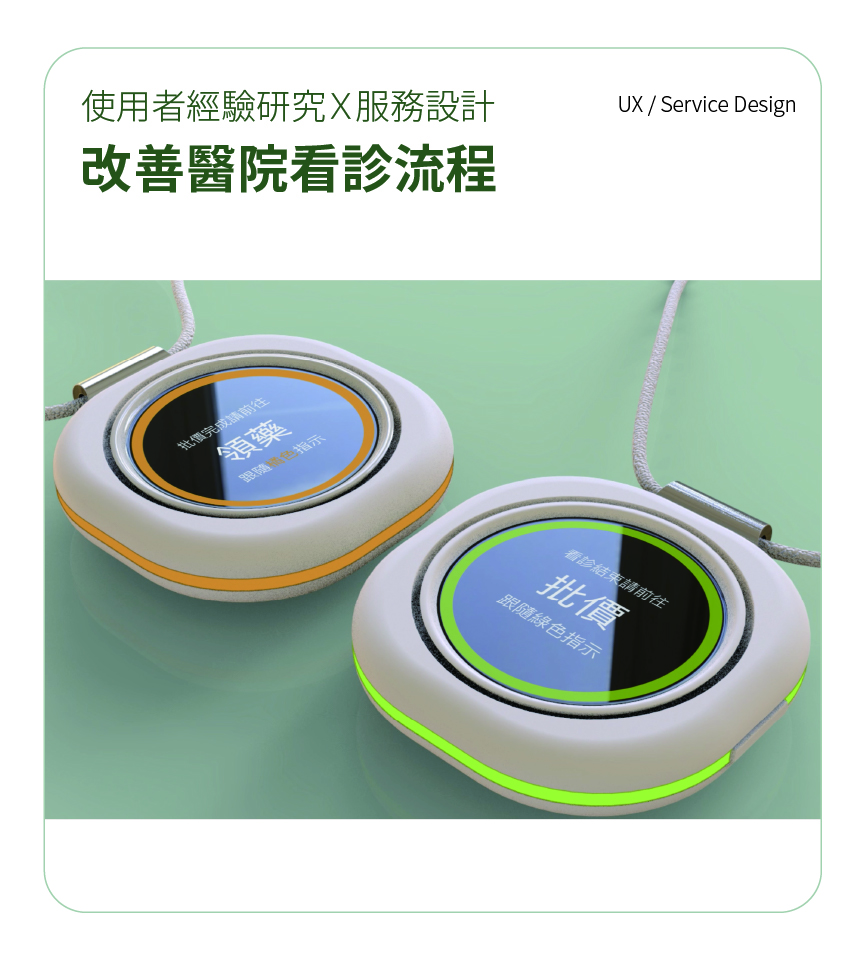 使用者經驗研究X服務設計
UX / Service Design
改善醫院看診流程
批價完成請前往
領藥
跟隨橘色指示
看診結束請前往
批價
跟隨綠色指示